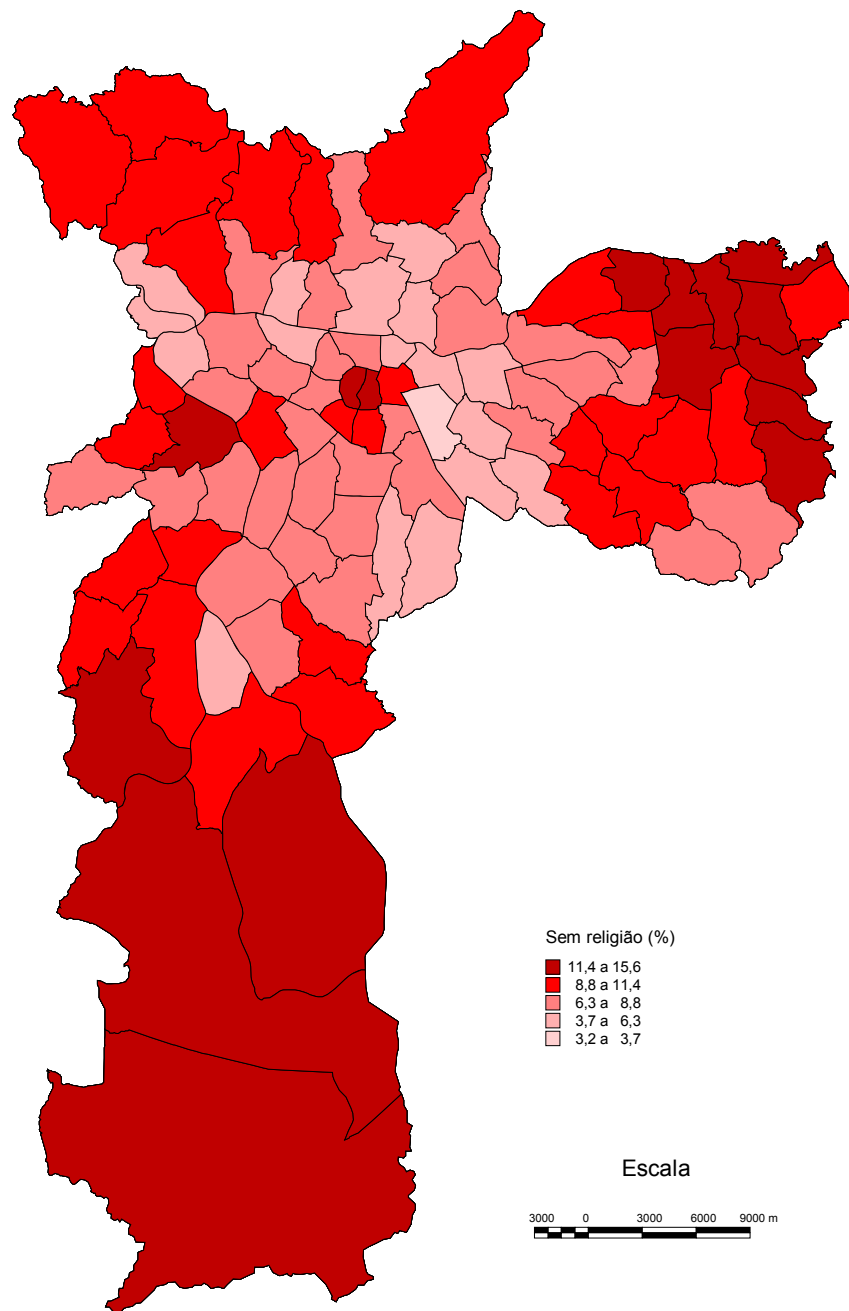 Sem religião (%)
11,4 a 15,6
8,8 a 11,4
6,3 a 8,8
3,7 a 6,3
3,2 a 3,7
Escala
3000 0 3000 6000 9000 m